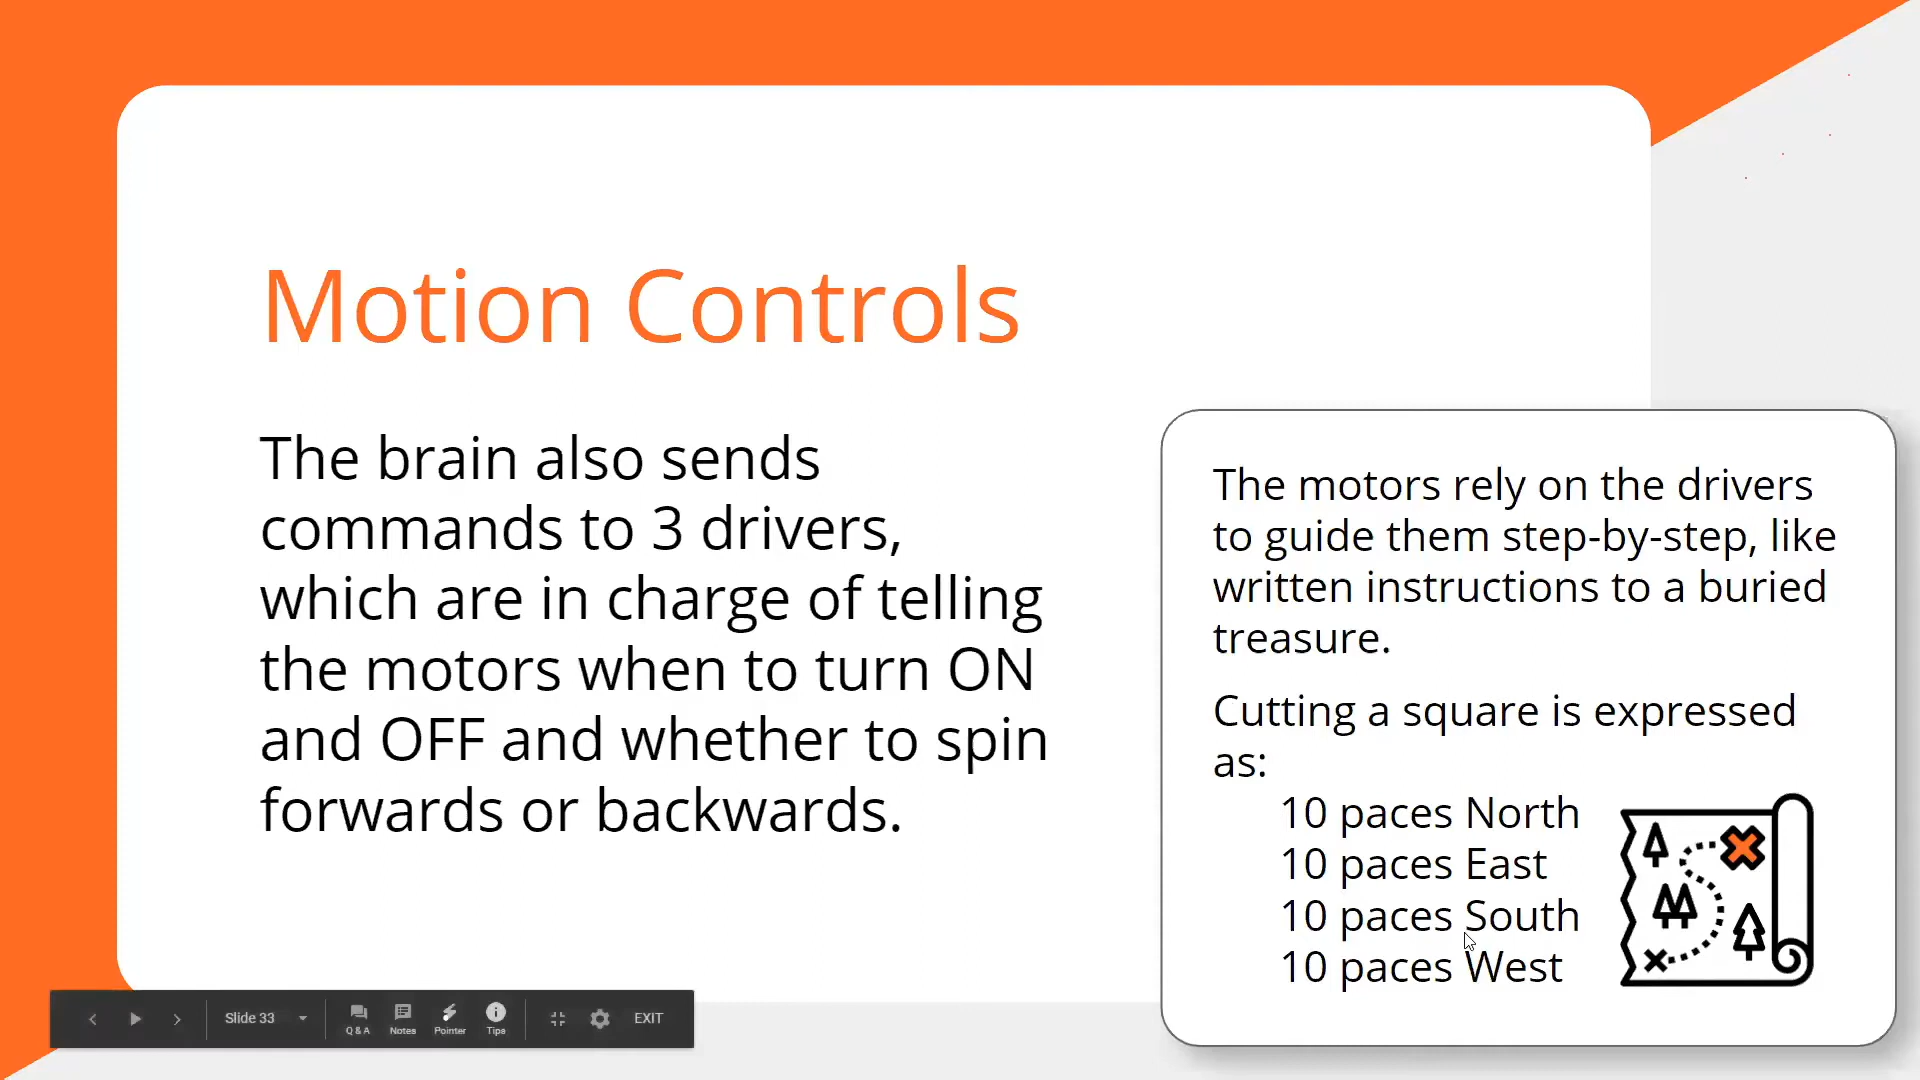 Motion Controls
The brain also sends
commands to 3 drivers,
which are in charge of telling
the motors when to turn ON
and OFF and whether to spin
forwards or backwards.
The motors rely on the drivers
to guide them step-by-step, like
written instructions to a buried
treasure.
Cutting a square is expressed
as:
10 paces North
10 paces East
10 paces South
10 paces West
Slide 33
Q & A
Notes
Pointer
Tips
EXIT